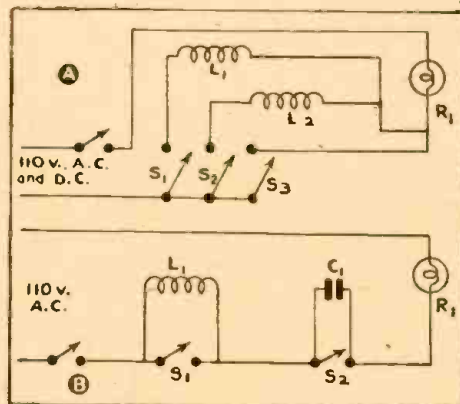 A
L₁
R₁
L₂
110 v. A.C.
and D.C.
S₁
S₂
S₃
110 v.
A.C.
L₁
C₁
R₁
S₁
S₂
B